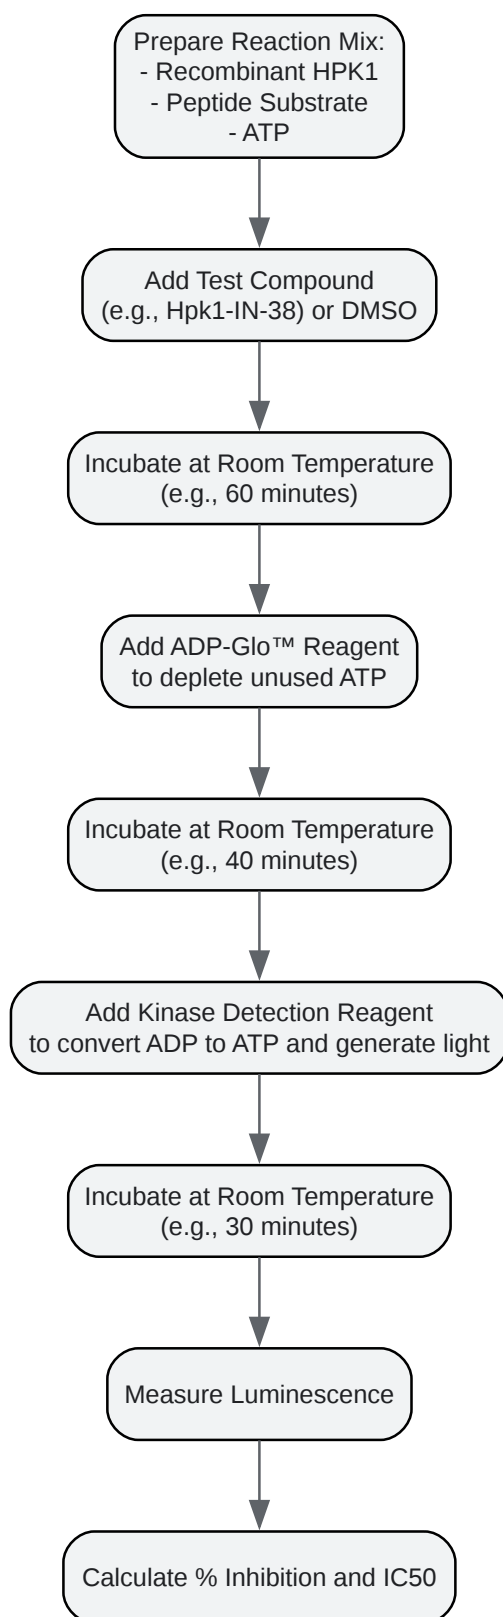 Prepare Reaction Mix:
- Recombinant HPK1
- Peptide Substrate
- ATP
Add Test Compound
(e.g., Hpk1-IN-38) or DMSO
Incubate at Room Temperature
(e.g., 60 minutes)
Add ADP-Glo™ Reagent
to deplete unused ATP
Incubate at Room Temperature
(e.g., 40 minutes)
Add Kinase Detection Reagent
to convert ADP to ATP and generate light
Incubate at Room Temperature
(e.g., 30 minutes)
Measure Luminescence
Calculate % Inhibition and IC50